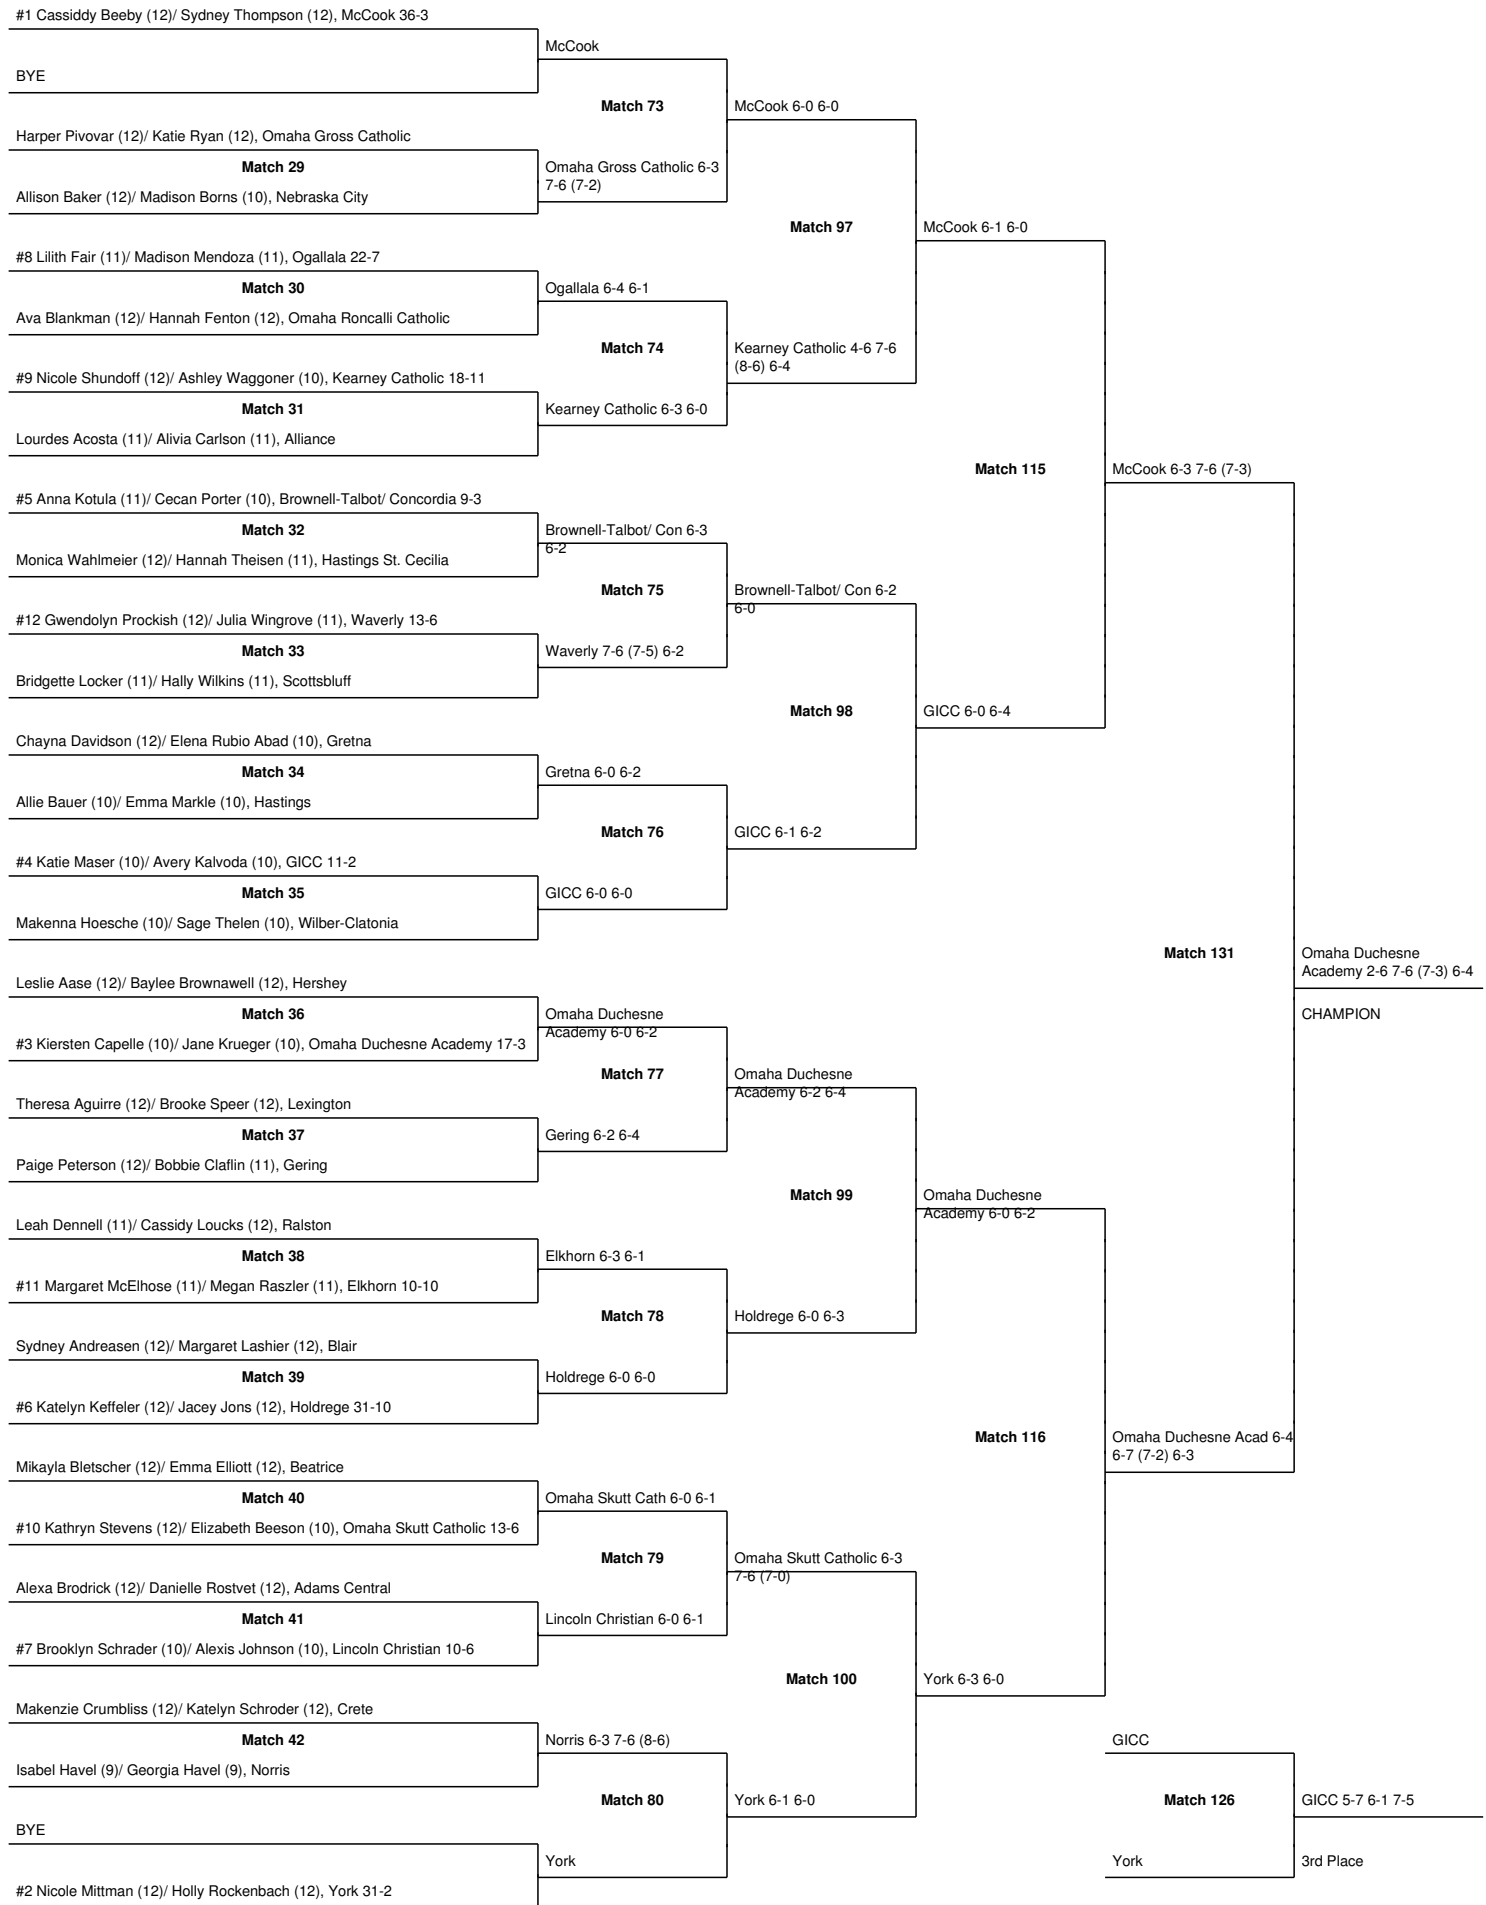 #1 Cassiddy Beeby (12)/ Sydney Thompson (12), McCook 36-3
McCook
BYE
Match 73
McCook 6-0 6-0
Harper Pivovar (12)/ Katie Ryan (12), Omaha Gross Catholic
Match 29
Omaha Gross Catholic 6-3
7-6 (7-2)
Allison Baker (12)/ Madison Borns (10), Nebraska City
Match 97
McCook 6-1 6-0
#8 Lilith Fair (11)/ Madison Mendoza (11), Ogallala 22-7
Match 30
Ogallala 6-4 6-1
Ava Blankman (12)/ Hannah Fenton (12), Omaha Roncalli Catholic
Match 74
Kearney Catholic 4-6 7-6
(8-6) 6-4
#9 Nicole Shundoff (12)/ Ashley Waggoner (10), Kearney Catholic 18-11
Match 31
Kearney Catholic 6-3 6-0
Lourdes Acosta (11)/ Alivia Carlson (11), Alliance
Match 115
McCook 6-3 7-6 (7-3)
#5 Anna Kotula (11)/ Cecan Porter (10), Brownell-Talbot/ Concordia 9-3
Match 32
Brownell-Talbot/ Con 6-3
6-2
Monica Wahlmeier (12)/ Hannah Theisen (11), Hastings St. Cecilia
Match 75
Brownell-Talbot/ Con 6-2
6-0
#12 Gwendolyn Prockish (12)/ Julia Wingrove (11), Waverly 13-6
Match 33
Waverly 7-6 (7-5) 6-2
Bridgette Locker (11)/ Hally Wilkins (11), Scottsbluff
Match 98
GICC 6-0 6-4
Chayna Davidson (12)/ Elena Rubio Abad (10), Gretna
Match 34
Gretna 6-0 6-2
Allie Bauer (10)/ Emma Markle (10), Hastings
Match 76
GICC 6-1 6-2
#4 Katie Maser (10)/ Avery Kalvoda (10), GICC 11-2
Match 35
GICC 6-0 6-0
Makenna Hoesche (10)/ Sage Thelen (10), Wilber-Clatonia
Match 131
Omaha Duchesne
Academy 2-6 7-6 (7-3) 6-4
CHAMPION
Leslie Aase (12)/ Baylee Brownawell (12), Hershey
Match 36
Omaha Duchesne
Academy 6-0 6-2
#3 Kiersten Capelle (10)/ Jane Krueger (10), Omaha Duchesne Academy 17-3
Match 77
Omaha Duchesne
Academy 6-2 6-4
Theresa Aguirre (12)/ Brooke Speer (12), Lexington
Match 37
Gering 6-2 6-4
Paige Peterson (12)/ Bobbie Claflin (11), Gering
Match 99
Omaha Duchesne
Academy 6-0 6-2
Leah Dennell (11)/ Cassidy Loucks (12), Ralston
Match 38
Elkhorn 6-3 6-1
#11 Margaret McElhose (11)/ Megan Raszler (11), Elkhorn 10-10
Match 78
Holdrege 6-0 6-3
Sydney Andreasen (12)/ Margaret Lashier (12), Blair
Match 39
Holdrege 6-0 6-0
#6 Katelyn Keffeler (12)/ Jacey Jons (12), Holdrege 31-10
Match 116
Omaha Duchesne Acad 6-4
6-7 (7-2) 6-3
Mikayla Bletscher (12)/ Emma Elliott (12), Beatrice
Match 40
Omaha Skutt Cath 6-0 6-1
#10 Kathryn Stevens (12)/ Elizabeth Beeson (10), Omaha Skutt Catholic 13-6
Match 79
Omaha Skutt Catholic 6-3
7-6 (7-0)
Alexa Brodrick (12)/ Danielle Rostvet (12), Adams Central
Match 41
Lincoln Christian 6-0 6-1
#7 Brooklyn Schrader (10)/ Alexis Johnson (10), Lincoln Christian 10-6
Match 100
York 6-3 6-0
Makenzie Crumbliss (12)/ Katelyn Schroder (12), Crete
Match 42
Norris 6-3 7-6 (8-6)
Isabel Havel (9)/ Georgia Havel (9), Norris
Match 80
York 6-1 6-0
BYE
York
#2 Nicole Mittman (12)/ Holly Rockenbach (12), York 31-2
GICC
Match 126
GICC 5-7 6-1 7-5
York
3rd Place